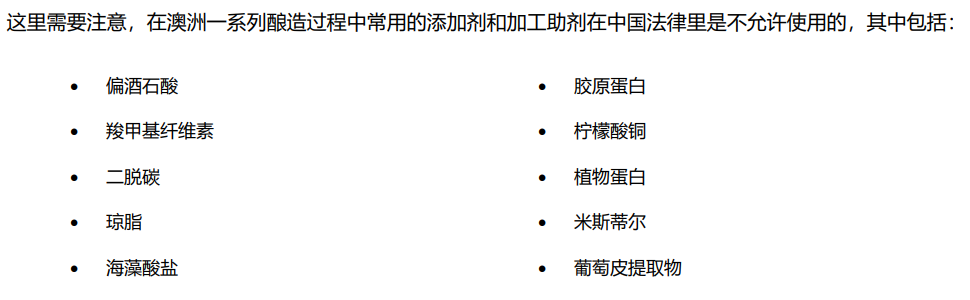 这里需要注意，在澳洲一系列酿造过程中常用的添加剂和加工助剂在中国法律里是不允许使用的，其中包括：
• 偏酒石酸
• 羧甲基纤维素
• 二脱碳
• 琼脂
• 海藻酸盐
• 胶原蛋白
• 柠檬酸铜
• 植物蛋白
• 米斯蒂尔
• 葡萄皮提取物